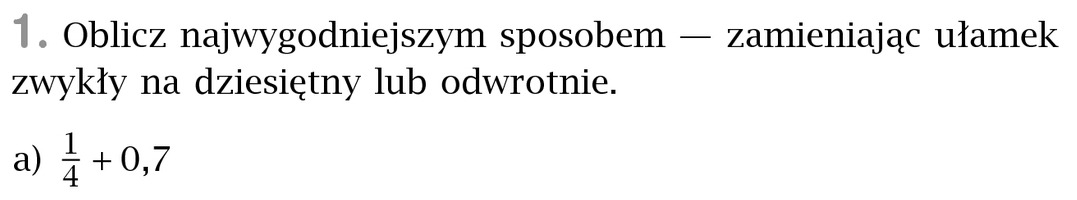 1. Oblicz najwygodniejszym sposobem — zamieniając ułamek
zwykły na dziesiętny lub odwrotnie.
a) 1/4 + 0,7